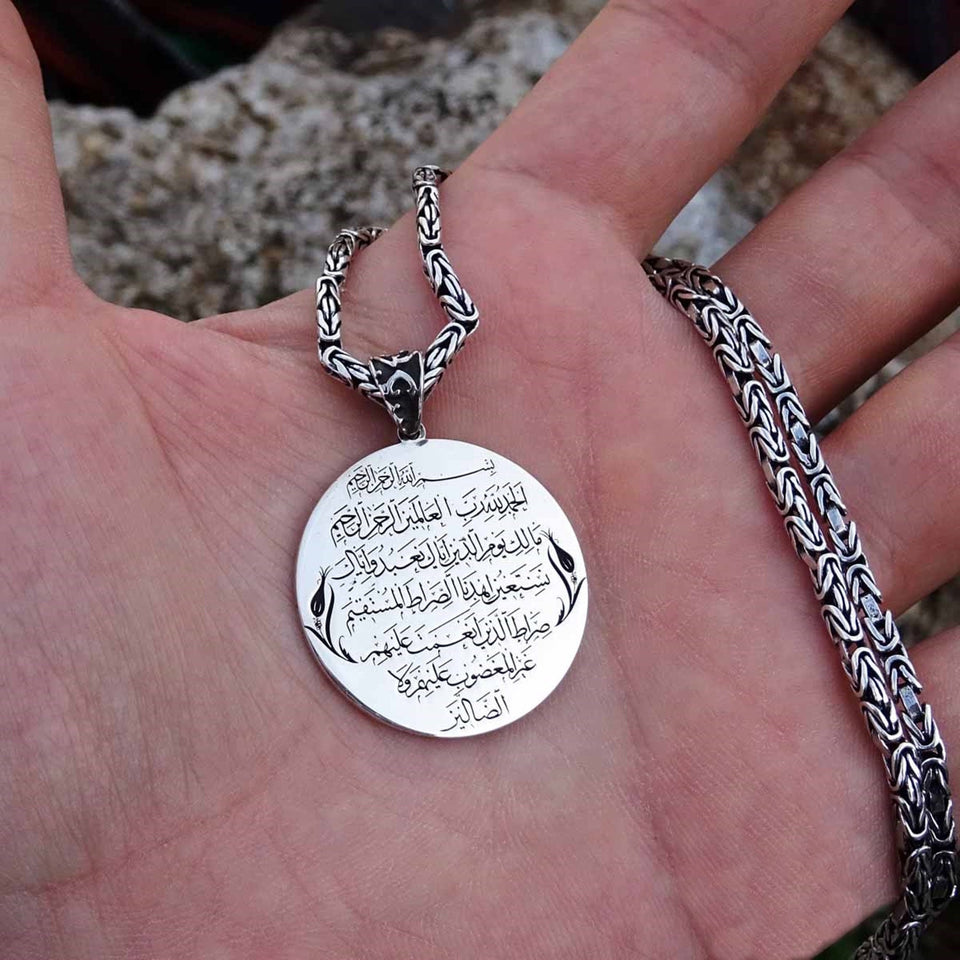 بسم الله الرحمن الرحيم
الحمد لله رب العالمين الرحمن الرحيم
مالك يوم الدين اياك نعبد واياك
نستعين اهدنا الصراط المستقيم
صراط الذين انعمت عليهم
غير المغضوب عليهم ولا
الضالين